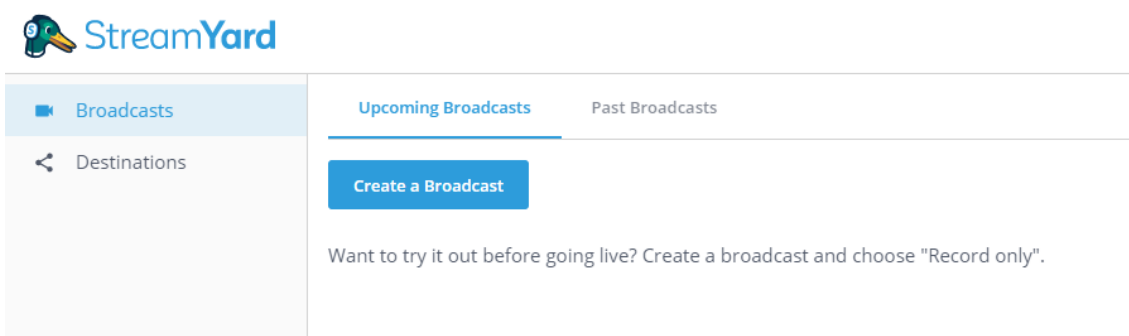 StreamYard
Broadcasts
Destinations
Upcoming Broadcasts
Past Broadcasts
Create a Broadcast
Want to try it out before going live? Create a broadcast and choose "Record only".